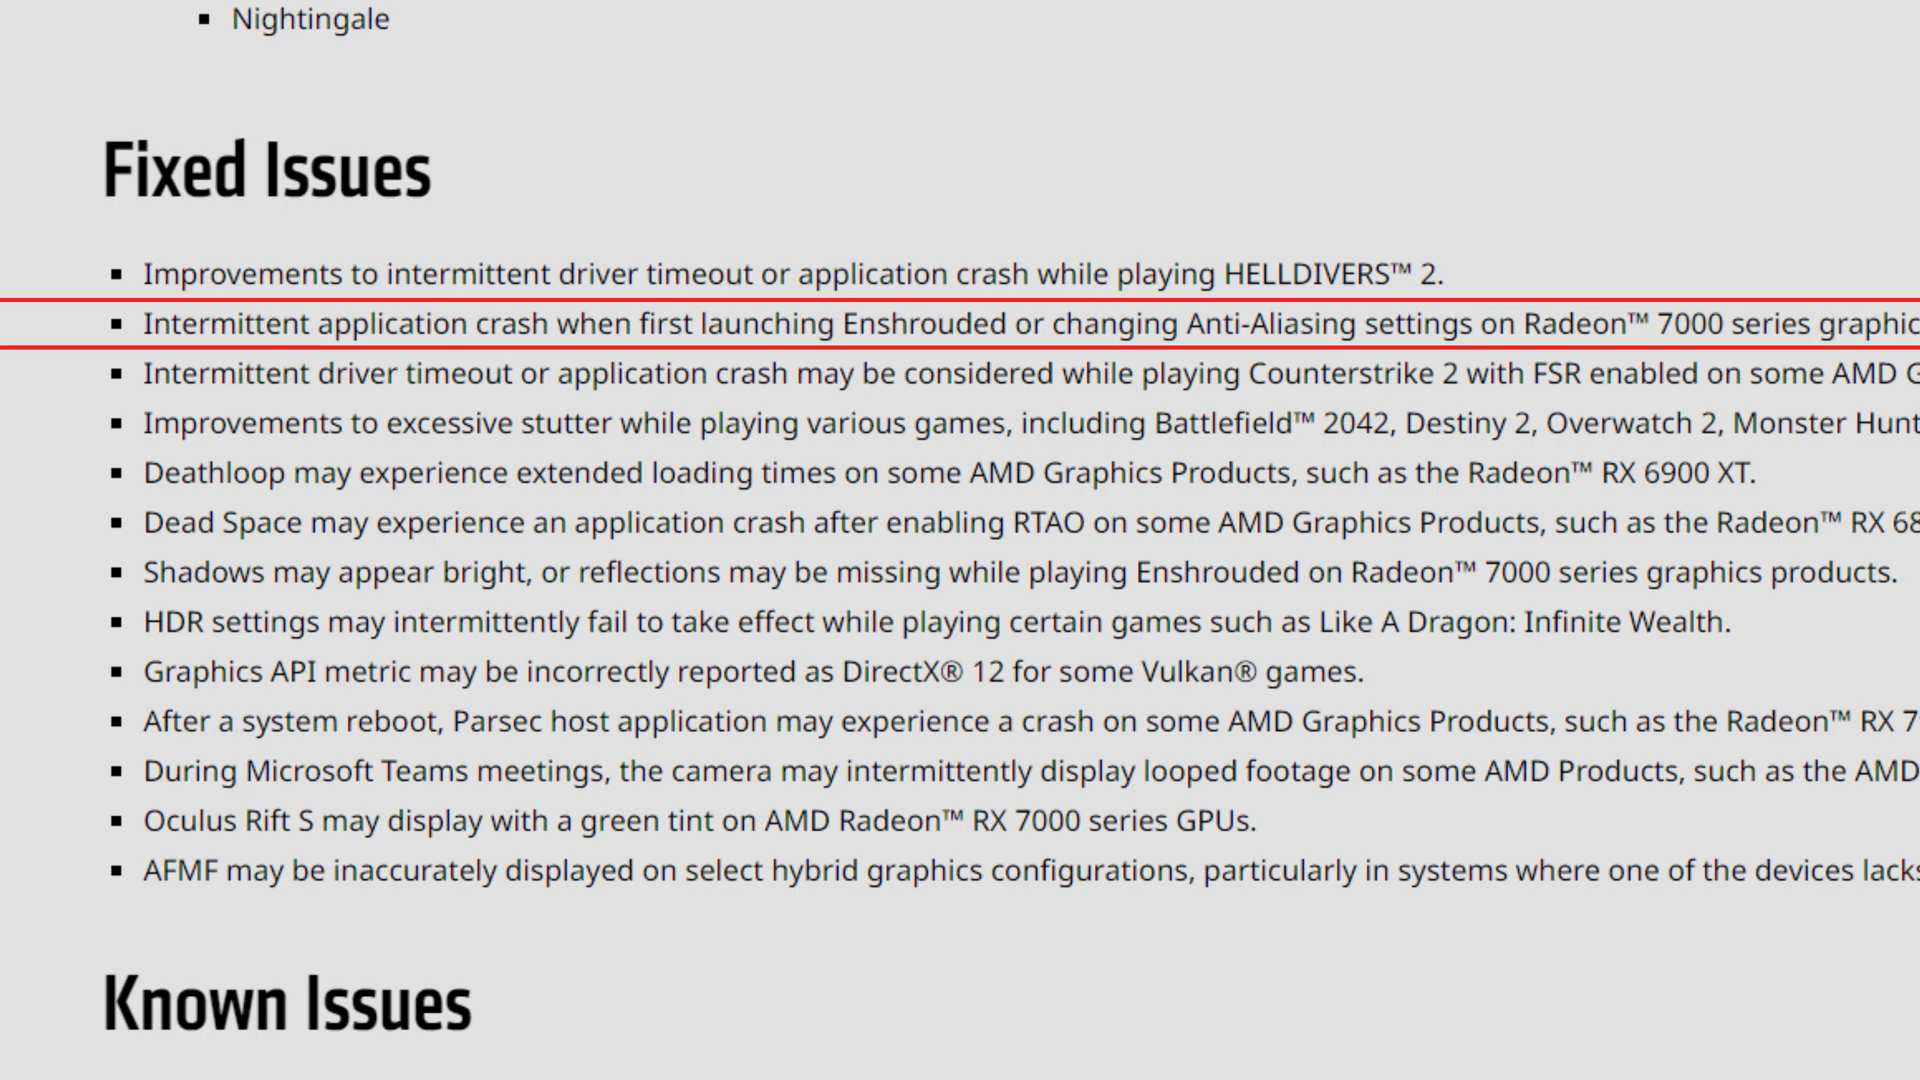 Nightingale
Fixed Issues
Improvements to intermittent driver timeout or application crash while playing HELLDIVERS™ 2.
Intermittent application crash when first launching Enshrouded or changing Anti-Aliasing settings on Radeon™ 7000 series graphic
Intermittent driver timeout or application crash may be considered while playing Counterstrike 2 with FSR enabled on some AMD G
Improvements to excessive stutter while playing various games, including Battlefield™ 2042, Destiny 2, Overwatch 2, Monster Hunt
Deathloop may experience extended loading times on some AMD Graphics Products, such as the Radeon™ RX 6900 XT.
Dead Space may experience an application crash after enabling RTAO on some AMD Graphics Products, such as the Radeon™ RX 68
Shadows may appear bright, or reflections may be missing while playing Enshrouded on Radeon™ 7000 series graphics products.
HDR settings may intermittently fail to take effect while playing certain games such as Like A Dragon: Infinite Wealth.
Graphics API metric may be incorrectly reported as DirectX® 12 for some Vulkan® games.
After a system reboot, Parsec host application may experience a crash on some AMD Graphics Products, such as the Radeon™ RX 7
During Microsoft Teams meetings, the camera may intermittently display looped footage on some AMD Products, such as the AMD
Oculus Rift S may display with a green tint on AMD Radeon™ RX 7000 series GPUs.
AFMF may be inaccurately displayed on select hybrid graphics configurations, particularly in systems where one of the devices lacks
Known Issues